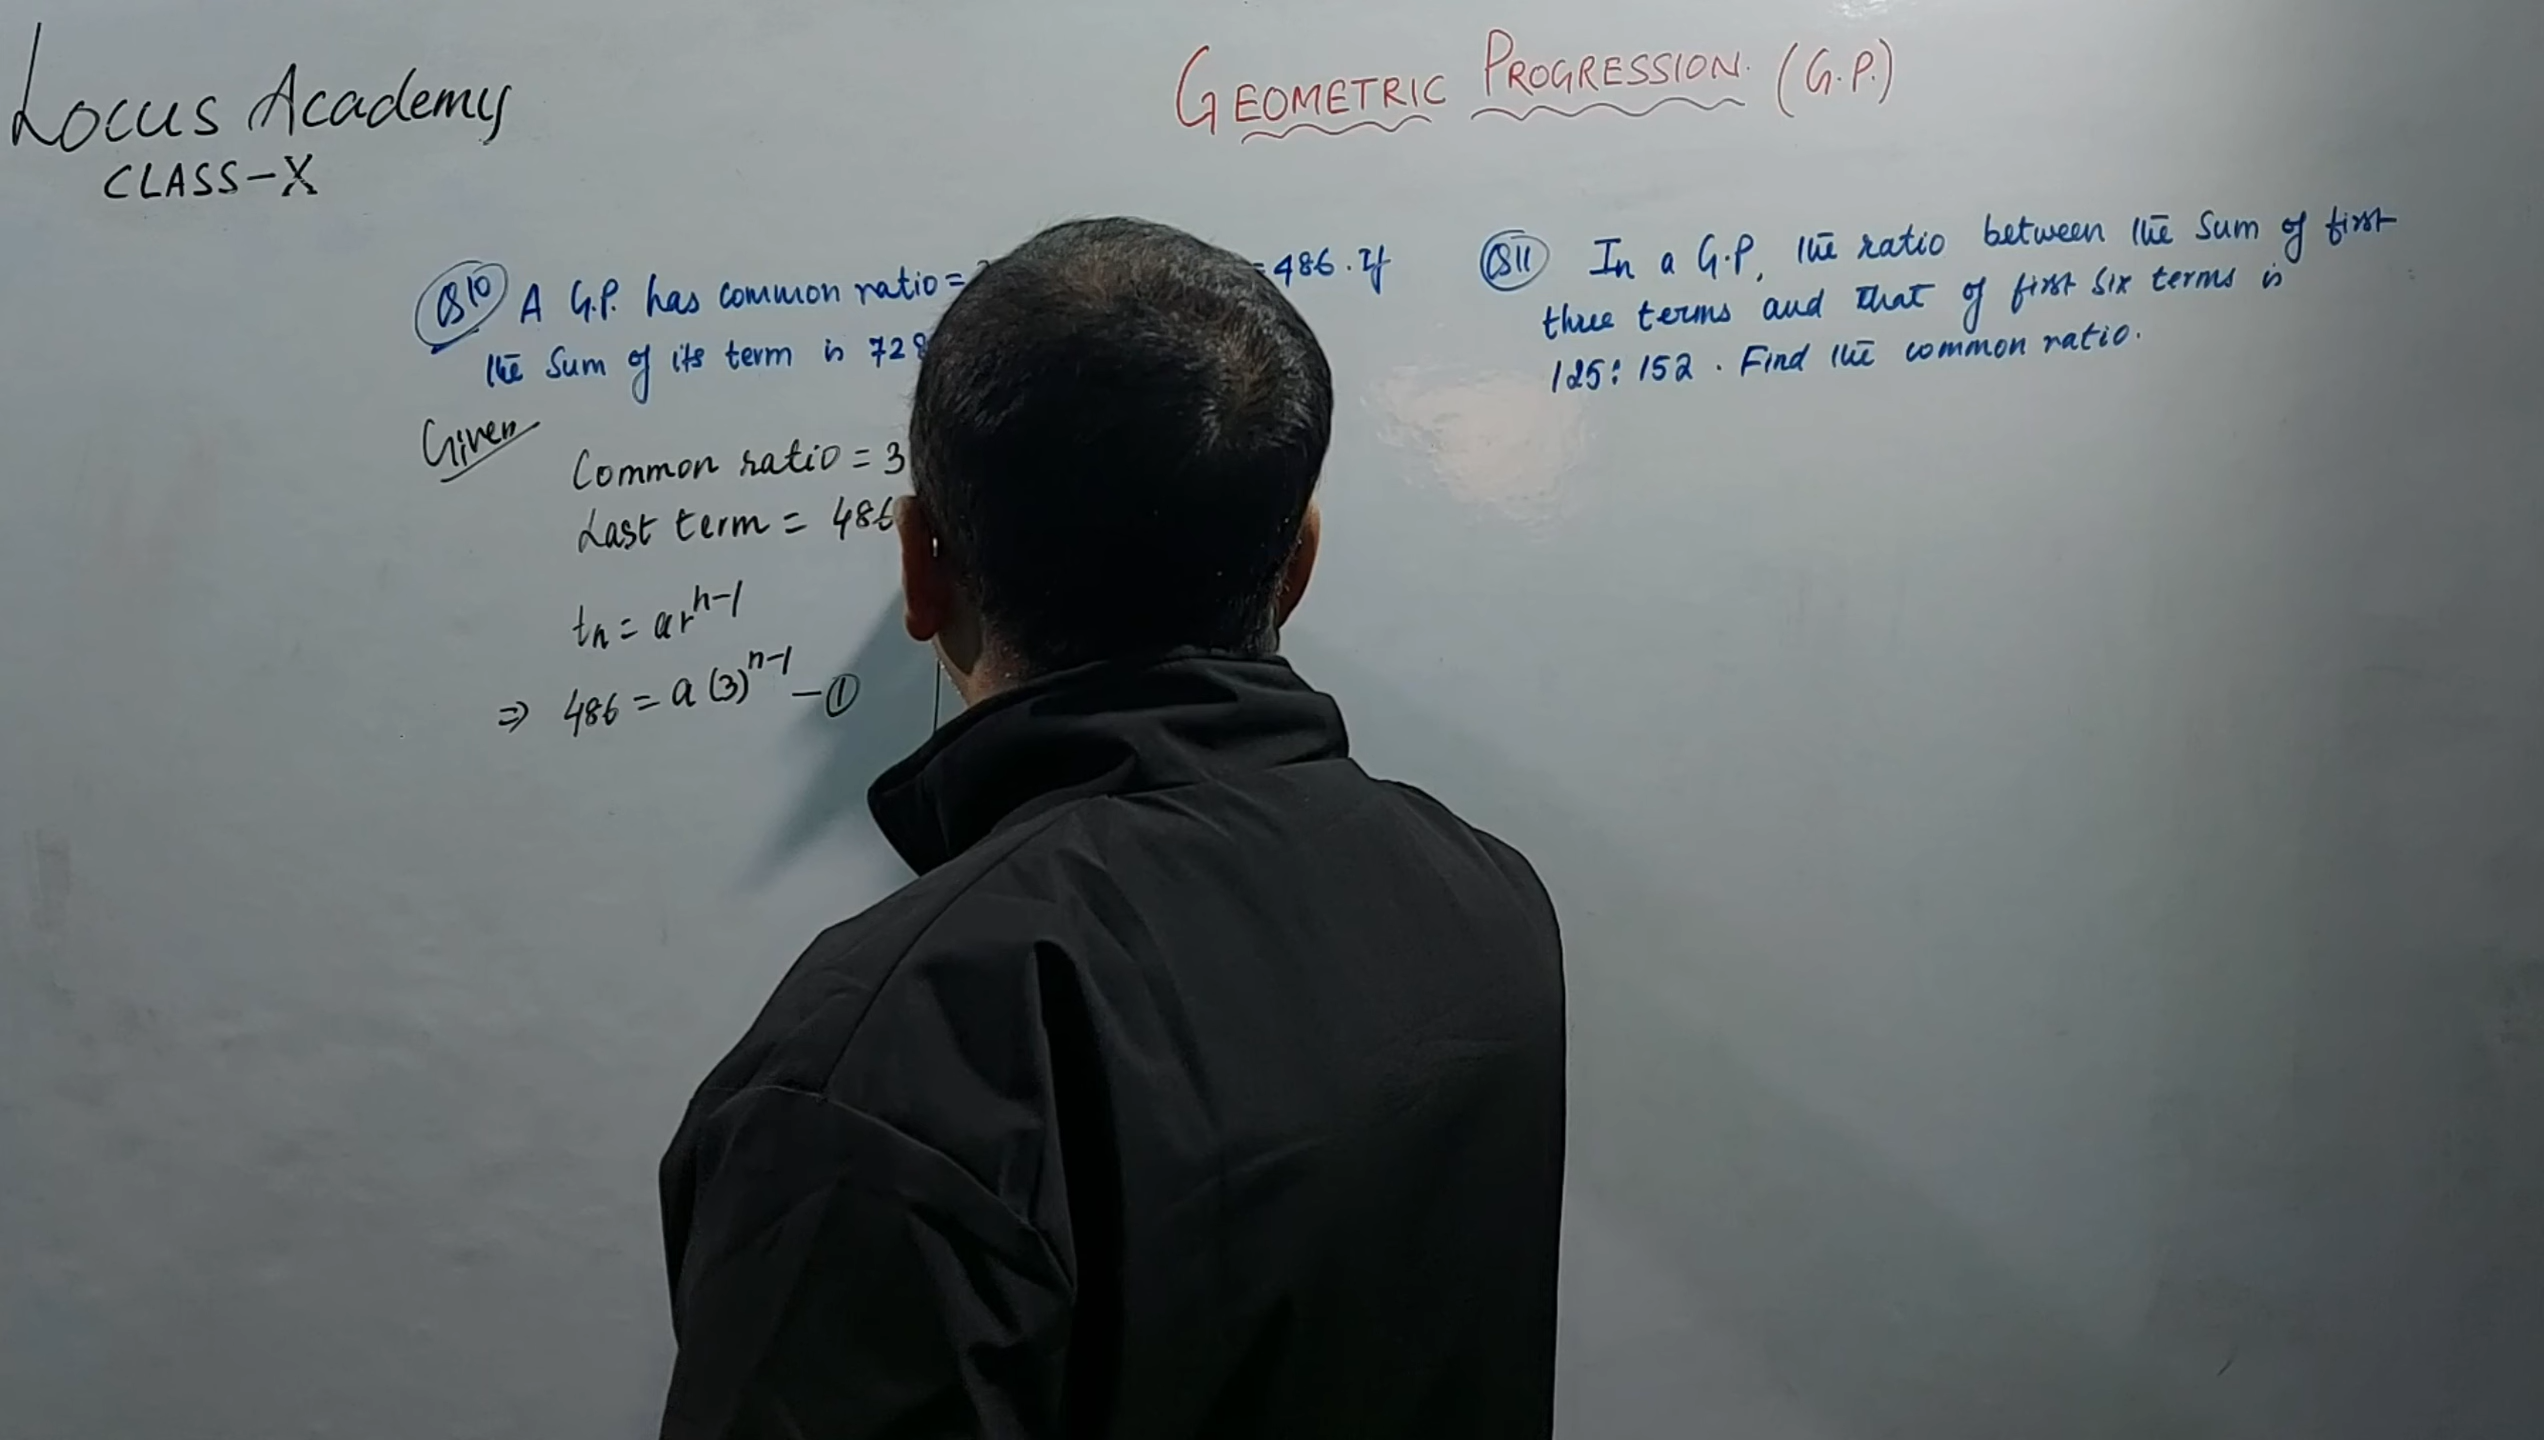 Locus Academy
CLASS-X
GEOMETRIC PROGRESSION. (G.P.)
Q10 A G.P. has common ratio = =486. If
the Sum of its term is 728
Given
Common ratio = 3
Last term = 486
tn = ar^n-1
⇒ 486 = a (3)^n-1 - ①
Q11 In a G.P, the ratio between the Sum of first
three terms and that of first six terms is
125:152. Find the common ratio.